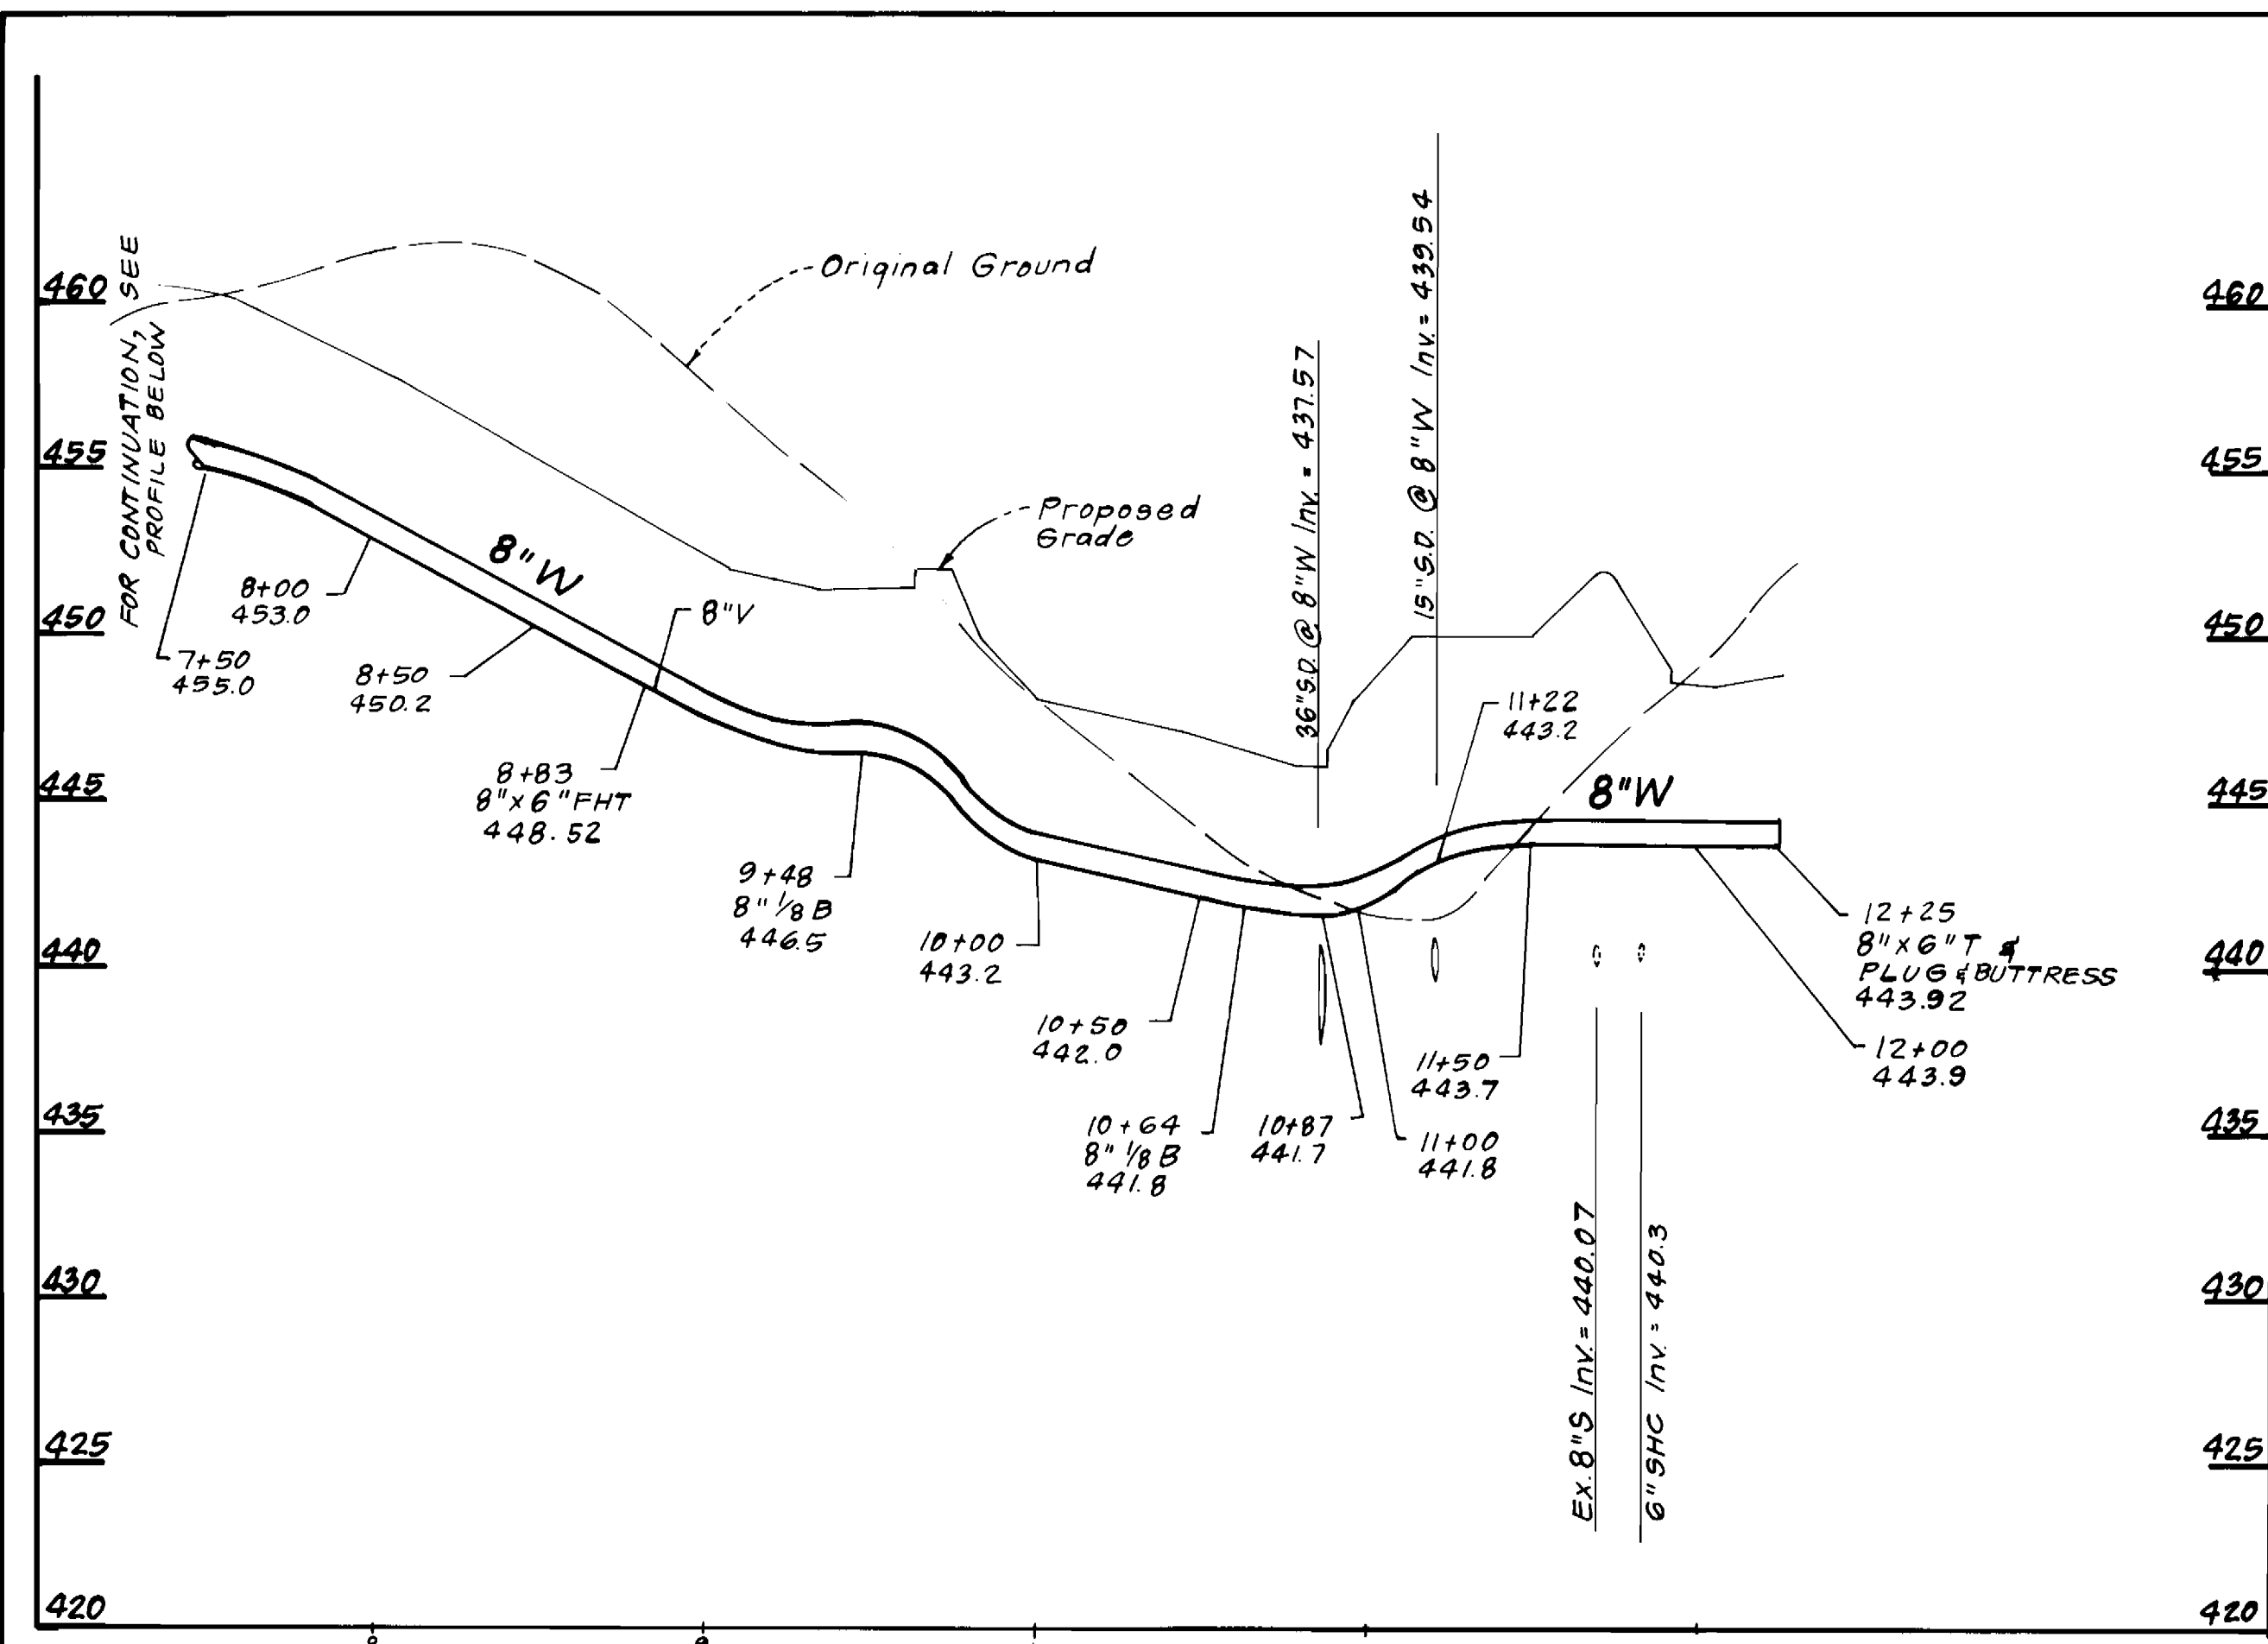 460
455
450
445
440
435
430
425
420
FOR CONTINUATION, SEE
PROFILE BELOW
Original Ground
Proposed
Grade
8"W
8"V
7+50
455.0
8+00
453.0
8+50
450.2
8+83
8"x6"FHT
448.52
9+48
8" 1/8 B
446.5
10+00
443.2
10+50
442.0
10+64
8" 1/8 B
441.8
10+87
441.7
11+00
441.8
36"S.D. @ 8"W Inv. = 437.57
15"S.D. @ 8"W Inv. = 439.54
11+22
443.2
11+50
443.7
8"W
12+25
8"x6"T &
PLUG & BUTTRESS
443.92
12+00
443.9
Ex. 8"S Inv. = 440.07
6"SHC Inv. = 440.3
460
455
450
445
440
435
430
425
420